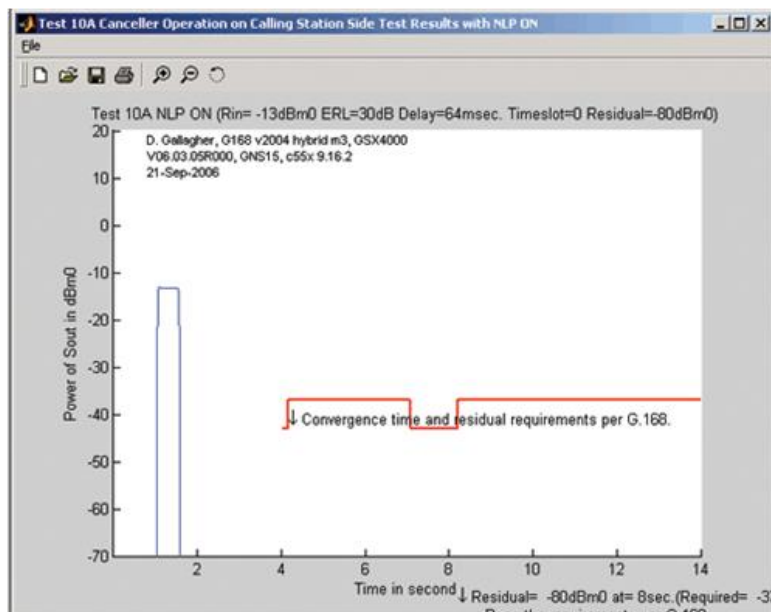 Test 10A Canceller Operation on Calling Station Side Test Results with NLP ON
File
Test 10A NLP ON (Rin= -13dBm0 ERL=30dB Delay=64msec. Timeslot=0 Residual=-80dBm0)
D. Gallagher, G168 v2004 hybrid m3, GSX4000
V06.03.05R000, GNS15, c55x 9.16.2
21-Sep-2006
Power of Sout in dBm0
20
10
0
-10
-20
-30
-40
-50
-60
-70
↓ Convergence time and residual requirements per G.168.
2 4 6 8 10 12 14
Time in second
↓ Residual= -80dBm0 at= 8sec.(Required= -3